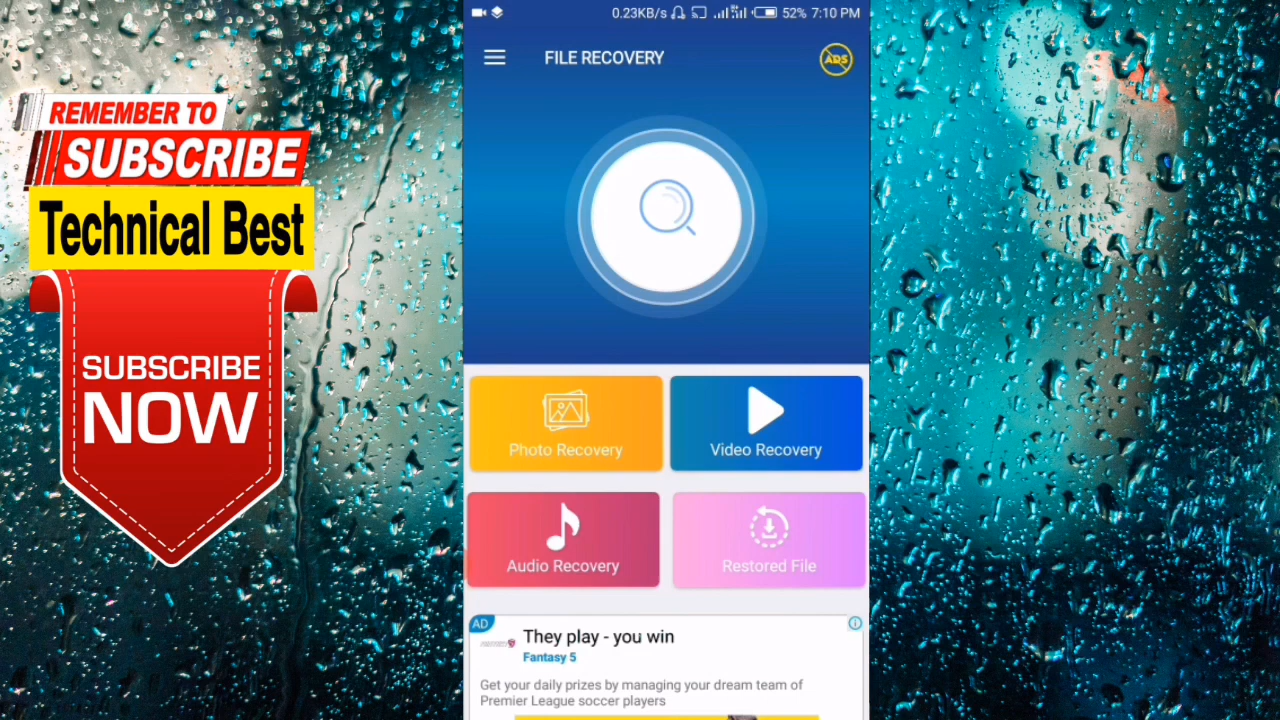 REMEMBER TO
SUBSCRIBE
Technical Best
SUBSCRIBE
NOW
0.23KB/s 52% 7:10 PM
FILE RECOVERY
ADS
Photo Recovery
Video Recovery
Audio Recovery
Restored File
AD
They play - you win
Fantasy 5
Get your daily prizes by managing your dream team of
Premier League soccer players